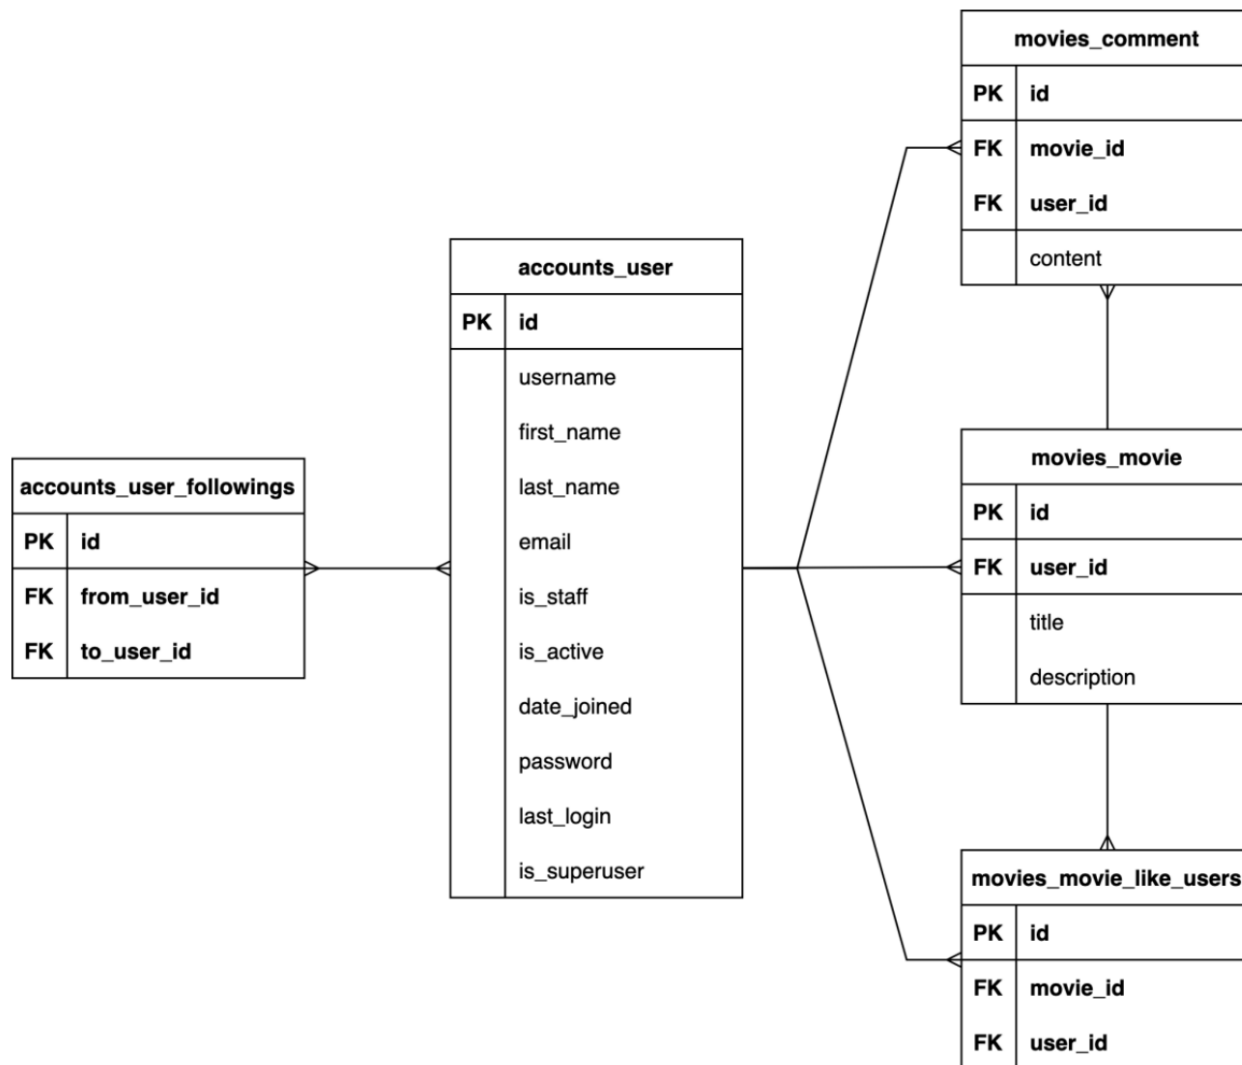 movies_comment
PK id
FK movie_id
FK user_id
content
accounts_user
PK id
username
first_name
last_name
email
is_staff
is_active
date_joined
password
last_login
is_superuser
accounts_user_followings
PK id
FK from_user_id
FK to_user_id
movies_movie
PK id
FK user_id
title
description
movies_movie_like_users
PK id
FK movie_id
FK user_id